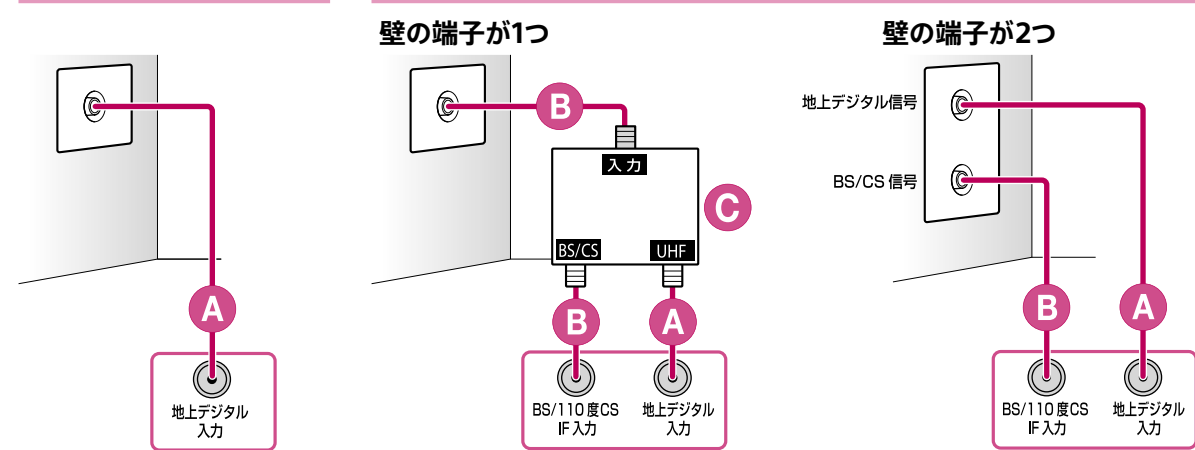 A
地上デジタル
入力
壁の端子が1つ
B
入力
C
BS/CS
UHF
B
A
BS/110度CS
IF入力
地上デジタル
入力
壁の端子が2つ
地上デジタル信号
BS/CS 信号
B
A
BS/110度CS
IF入力
地上デジタル
入力